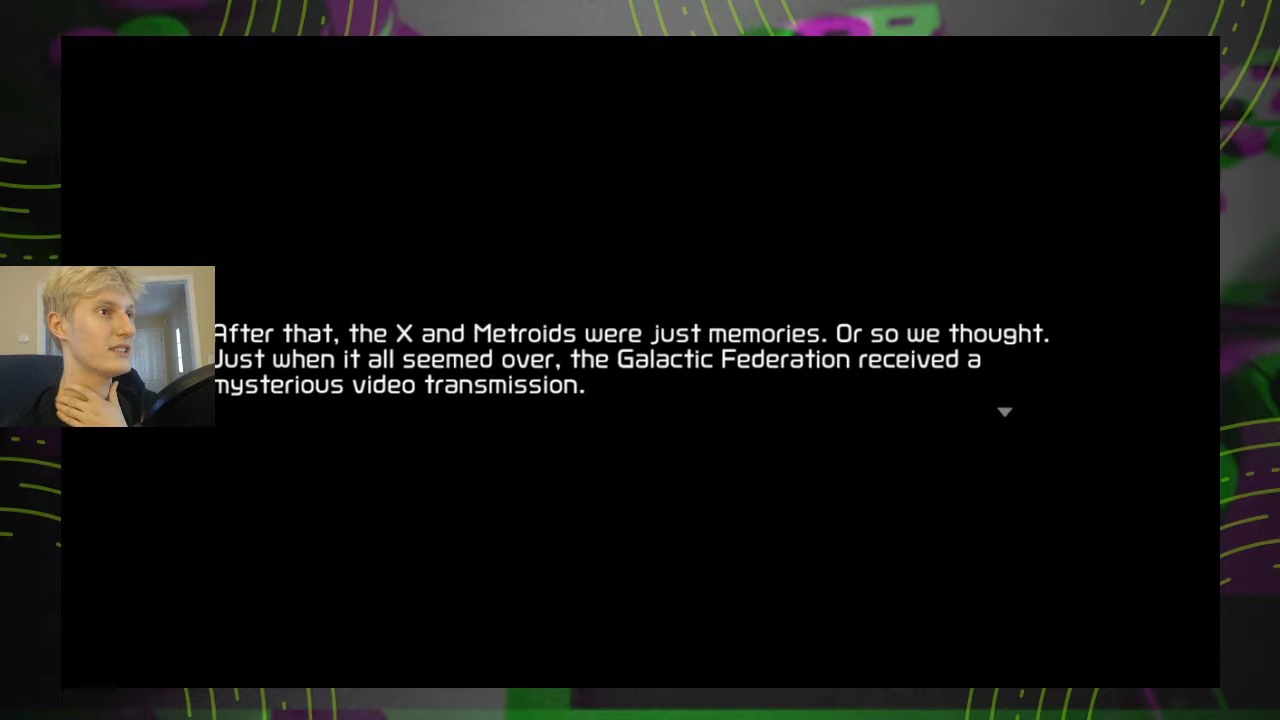 After that, the X and Metroids were just memories. Or so we thought.
Just when it all seemed over, the Galactic Federation received a
mysterious video transmission.